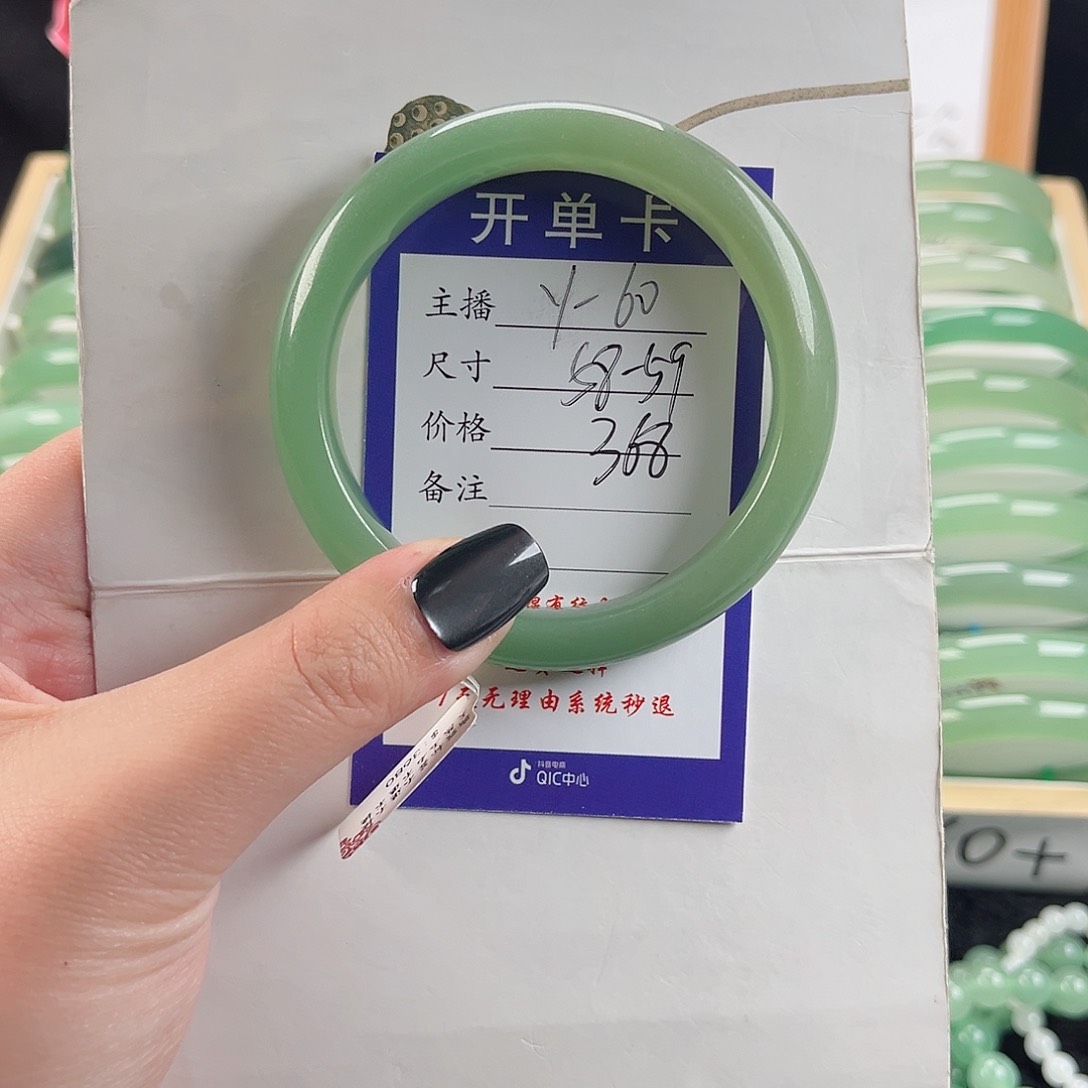 开单卡
主播 Y-60
尺寸 58-59
价格 368
备注
无理由系统秒退
抖音电商
QIC中心
0+